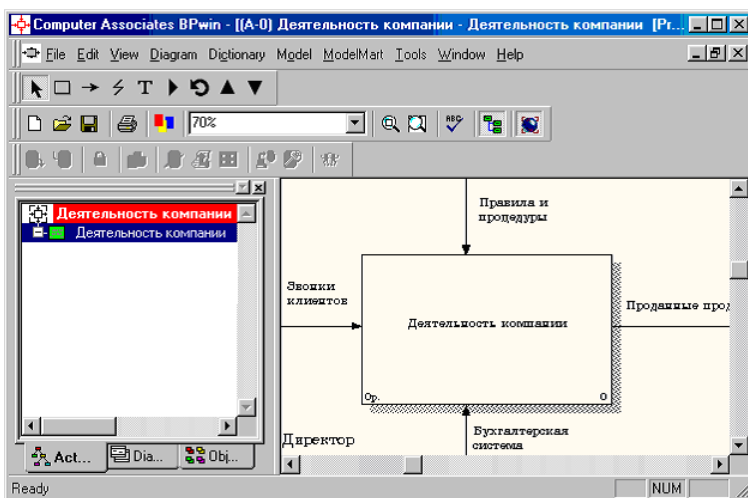 Computer Associates BPwin - [(A-0) Деятельность компании - Деятельность компании [Pr...
File Edit View Diagram Dictionary Model ModelMart Tools Window Help
T
70%
ABC
Деятельность компании
Деятельность компании
Правила и
процедуры
Звонки
клиентов
Деятельность компании
Проданные прод
0р.
0
Директор
Бухгалтерская
система
Act...
Dia...
Obj...
Ready
NUM